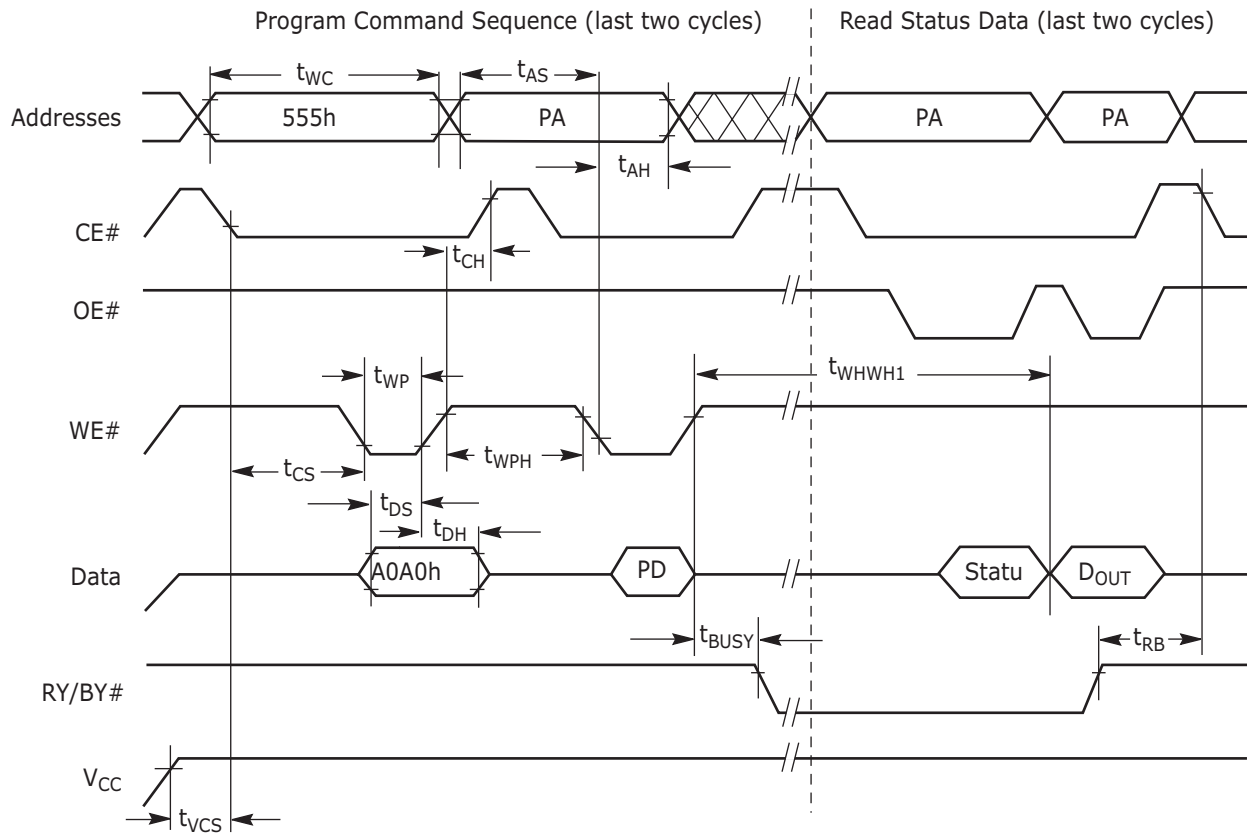 Program Command Sequence (last two cycles)
Read Status Data (last two cycles)
tWC
tAS
Addresses
555h
PA
PA
PA
tAH
CE#
tCH
OE#
tWP
tWHWH1
WE#
tCS
tWPH
tDS
tDH
Data
A0A0h
PD
Statu
DOUT
tBUSY
tRB
RY/BY#
VCC
tVCS